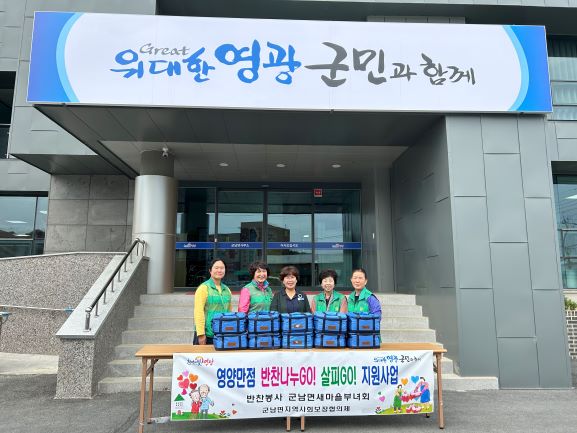 Great
위대한 영광 군민과 함께
영양만점 반찬나누GO! 살피GO! 지원사업
반찬봉사 군남면새마을부녀회
군남면지역사회보장협의체